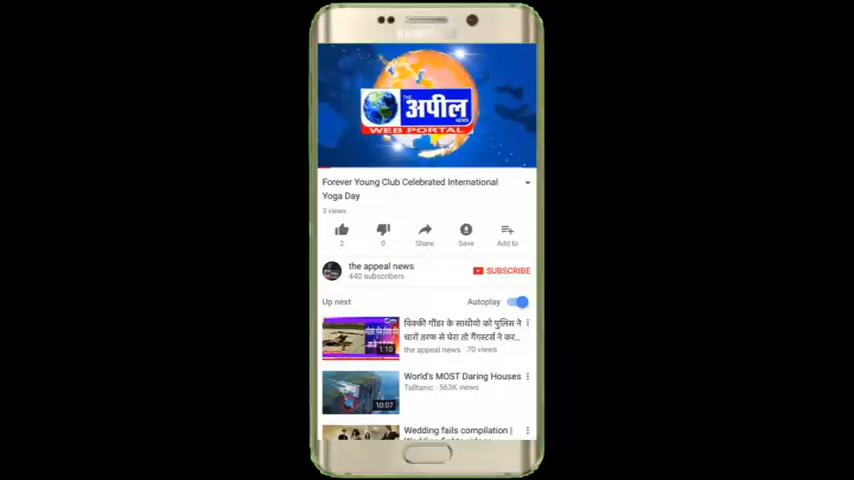 THE
अपील
NEWS
WEB PORTAL
Forever Young Club Celebrated International
Yoga Day
3 views
2
0
Share
Save
Add to
the appeal news
440 subscribers
SUBSCRIBE
Up next
Autoplay
विक्की गौंडर के साथीयो को पुलिस ने
चारों तरफ से घेरा तो गैंगस्टर्स ने कर...
the appeal news · 70 views
1:10
World's MOST Daring Houses
Talltanic · 563K views
10:07
Wedding fails compilation |